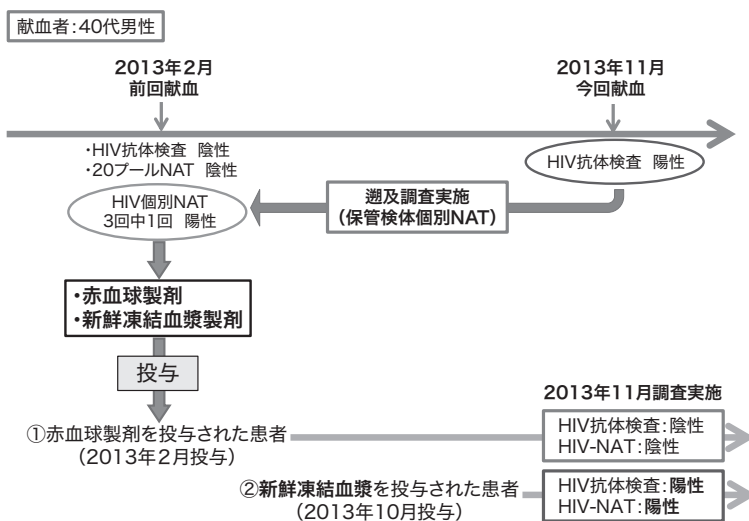 献血者：40代男性
2013年2月
前回献血
2013年11月
今回献血
・HIV抗体検査 陰性
・20プールNAT 陰性
HIV抗体検査 陽性
HIV個別NAT
3回中1回 陽性
遡及調査実施
（保管検体個別NAT）
・赤血球製剤
・新鮮凍結血漿製剤
投与
2013年11月調査実施
①赤血球製剤を投与された患者
（2013年2月投与）
HIV抗体検査：陰性
HIV-NAT：陰性
②新鮮凍結血漿を投与された患者
（2013年10月投与）
HIV抗体検査：陽性
HIV-NAT：陽性